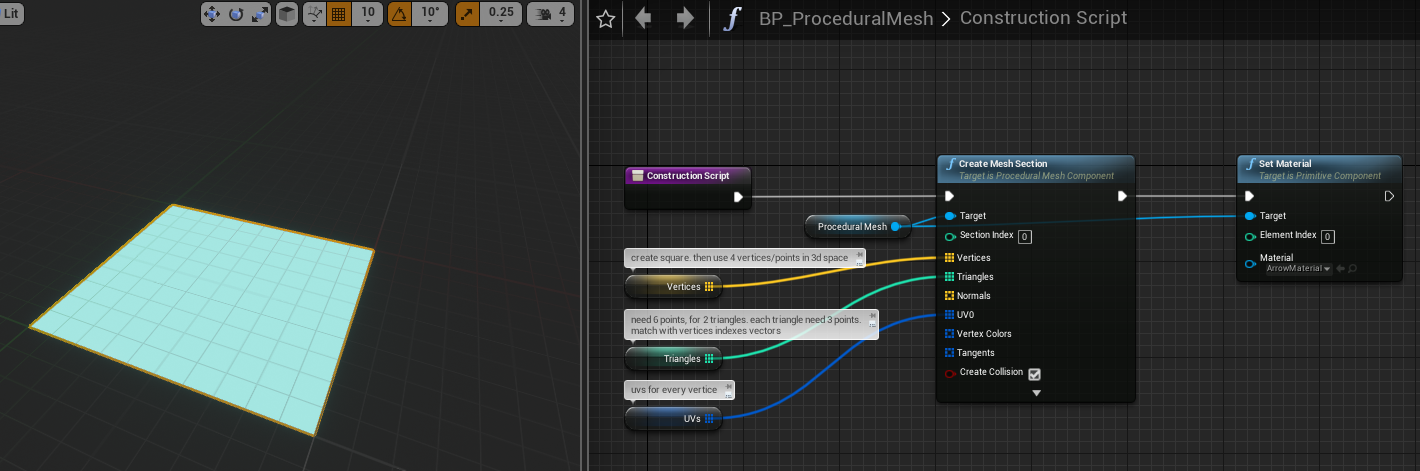 Lit
10
10°
0.25
4
BP_ProceduralMesh > Construction Script
Construction Script
Create Mesh Section
Target is Procedural Mesh Component
Set Material
Target is Primitive Component
Target
Target
Procedural Mesh
Section Index 0
Element Index 0
create square. then use 4 vertices/points in 3d space
Vertices
Material
ArrowMaterial
Vertices
Triangles
Normals
need 6 points, for 2 triangles. each triangle need 3 points.
match with vertices indexes vectors
UV0
Vertex Colors
Triangles
Tangents
Create Collision
uvs for every vertice
UVs